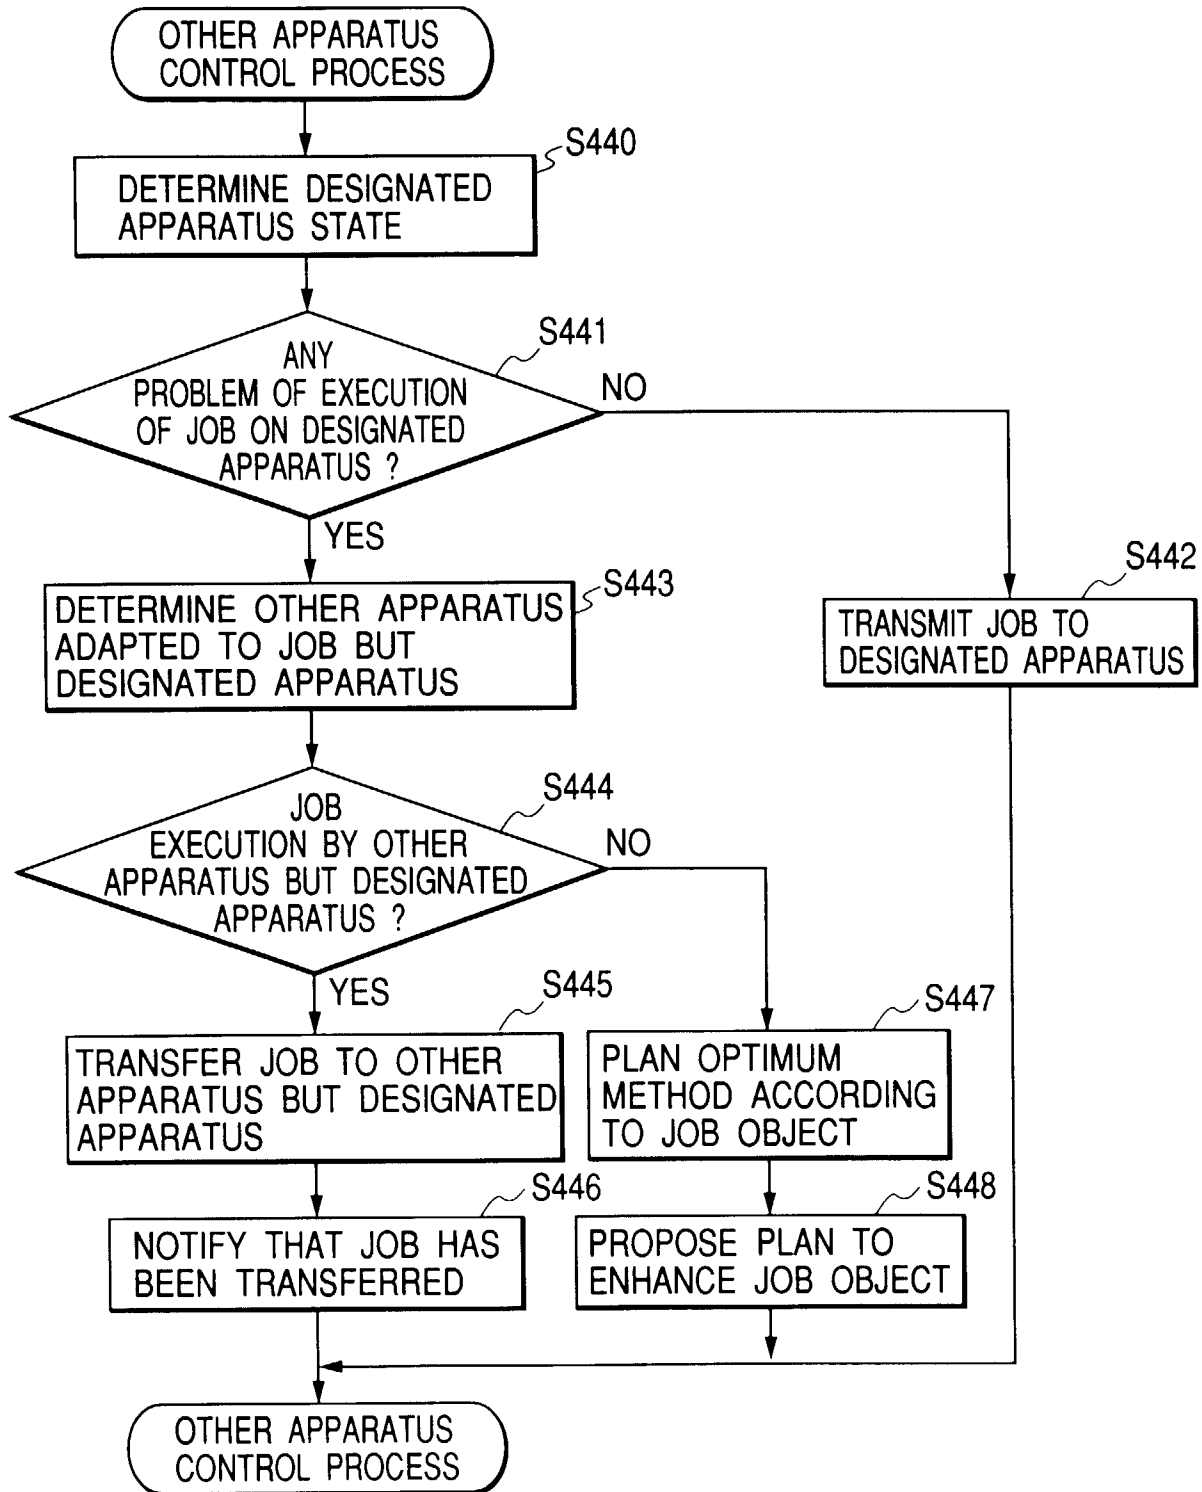 OTHER APPARATUS
CONTROL PROCESS
S440
DETERMINE DESIGNATED
APPARATUS STATE
S441
ANY
PROBLEM OF EXECUTION
OF JOB ON DESIGNATED
APPARATUS ?
NO
YES
S442
TRANSMIT JOB TO
DESIGNATED APPARATUS
S443
DETERMINE OTHER APPARATUS
ADAPTED TO JOB BUT
DESIGNATED APPARATUS
S444
JOB
EXECUTION BY OTHER
APPARATUS BUT DESIGNATED
APPARATUS ?
NO
YES
S445
TRANSFER JOB TO OTHER
APPARATUS BUT DESIGNATED
APPARATUS
S447
PLAN OPTIMUM
METHOD ACCORDING
TO JOB OBJECT
S446
NOTIFY THAT JOB HAS
BEEN TRANSFERRED
S448
PROPOSE PLAN TO
ENHANCE JOB OBJECT
OTHER APPARATUS
CONTROL PROCESS